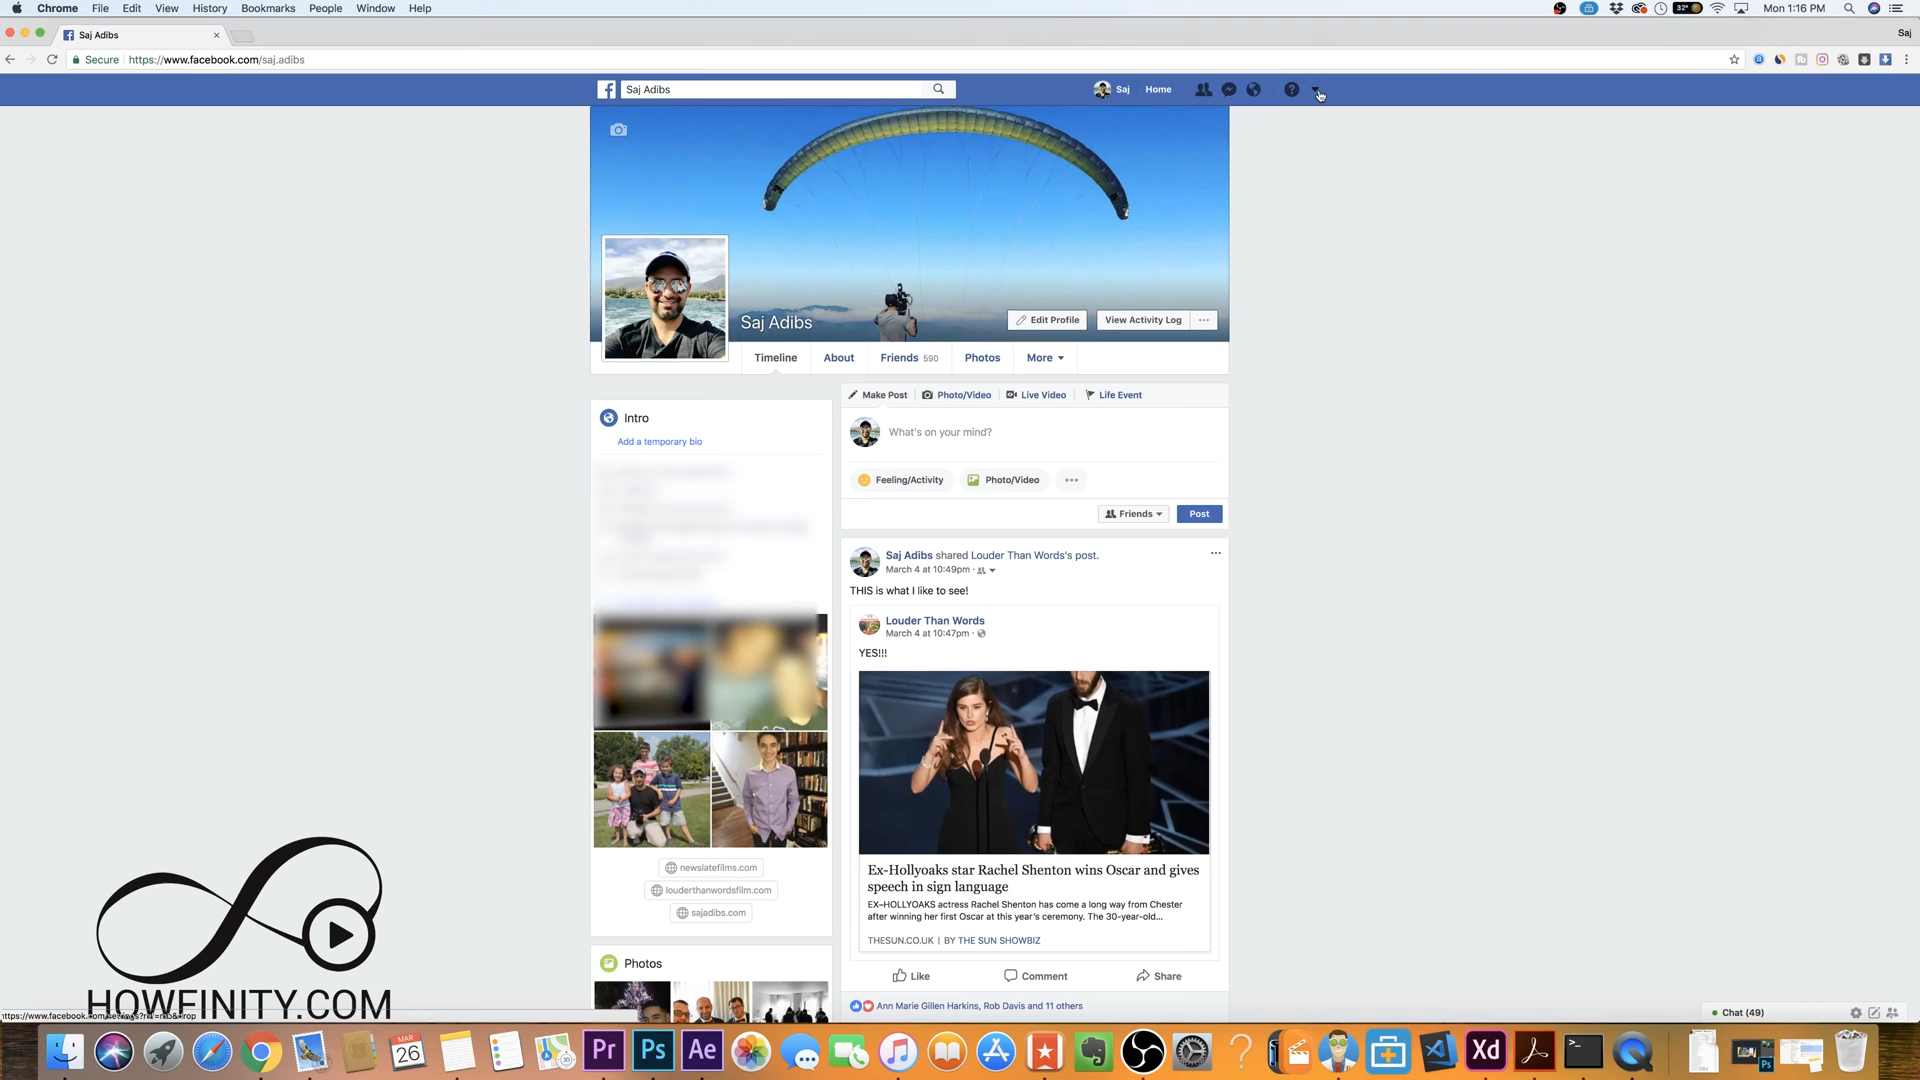 Chrome File Edit View History Bookmarks People Window Help
32° Mon 1:16 PM
Saj Adibs
Saj
Secure https://www.facebook.com/saj.adibs
Saj Adibs
Saj Home
Saj Adibs
Edit Profile View Activity Log
Timeline About Friends 590 Photos More
Intro
Add a temporary bio
newslatefilms.com
louderthanwordsfilm.com
sajadibs.com
Photos
Make Post Photo/Video Live Video Life Event
What's on your mind?
Feeling/Activity Photo/Video
Friends Post
Saj Adibs shared Louder Than Words's post.
March 4 at 10:49pm ·
THIS is what I like to see!
Louder Than Words
March 4 at 10:47pm ·
YES!!!
Ex-Hollyoaks star Rachel Shenton wins Oscar and gives
speech in sign language
EX–HOLLYOAKS actress Rachel Shenton has come a long way from Chester
after winning her first Oscar at this year's ceremony. The 30-year-old...
THESUN.CO.UK | BY THE SUN SHOWBIZ
Like Comment Share
Ann Marie Gillen Harkins, Rob Davis and 11 others
Chat (49)
HOWFINITY.COM
MAR
26
Pr Ps Ae Xd